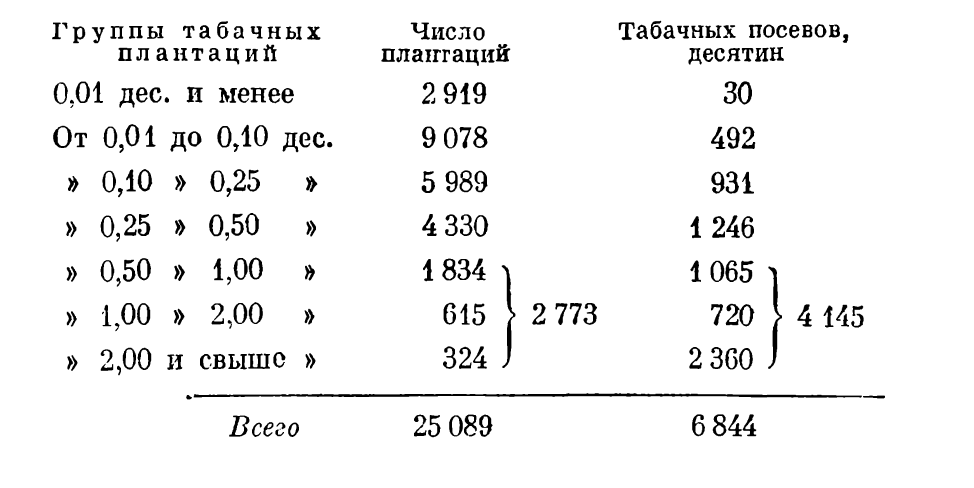 Группы табачных плантаций Число плантаций Табачных посевов, десятин
0,01 дес. и менее 2 919 30
От 0,01 до 0,10 дес. 9 078 492
» 0,10 » 0,25 » 5 989 931
» 0,25 » 0,50 » 4 330 1 246
» 0,50 » 1,00 » 1 834 1 065
» 1,00 » 2,00 » 615 2 773 720 4 145
» 2,00 и свыше » 324 2 360
Всего 25 089 6 844